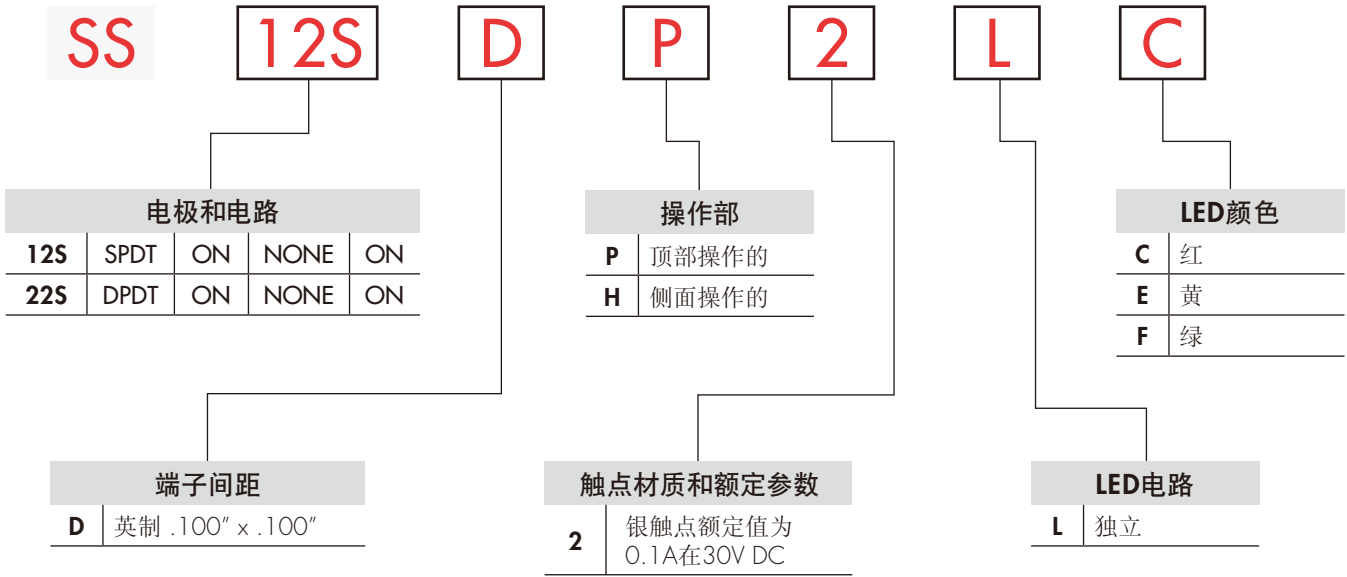 SS 12S D P 2 L C
电极和电路
12S SPDT ON NONE ON
22S DPDT ON NONE ON
操作部
P 顶部操作的
H 侧面操作的
LED颜色
C 红
E 黄
F 绿
端子间距
D 英制 .100" x .100"
触点材质和额定参数
2 银触点额定值为
0.1A在30V DC
LED电路
L 独立